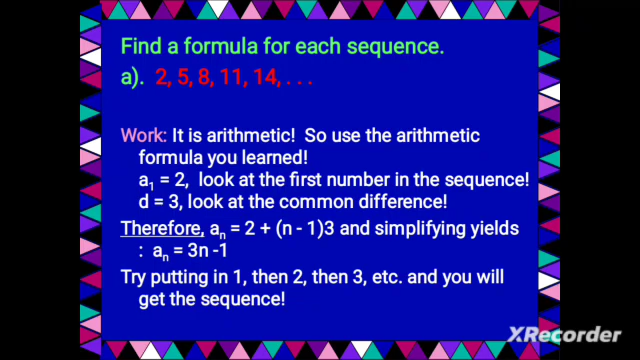 Find a formula for each sequence.
a). 2, 5, 8, 11, 14, . . .
Work: It is arithmetic! So use the arithmetic
formula you learned!
a₁ = 2, look at the first number in the sequence!
d = 3, look at the common difference!
Therefore, aₙ = 2 + (n - 1)3 and simplifying yields
: aₙ = 3n -1
Try putting in 1, then 2, then 3, etc. and you will
get the sequence!
XRecorder